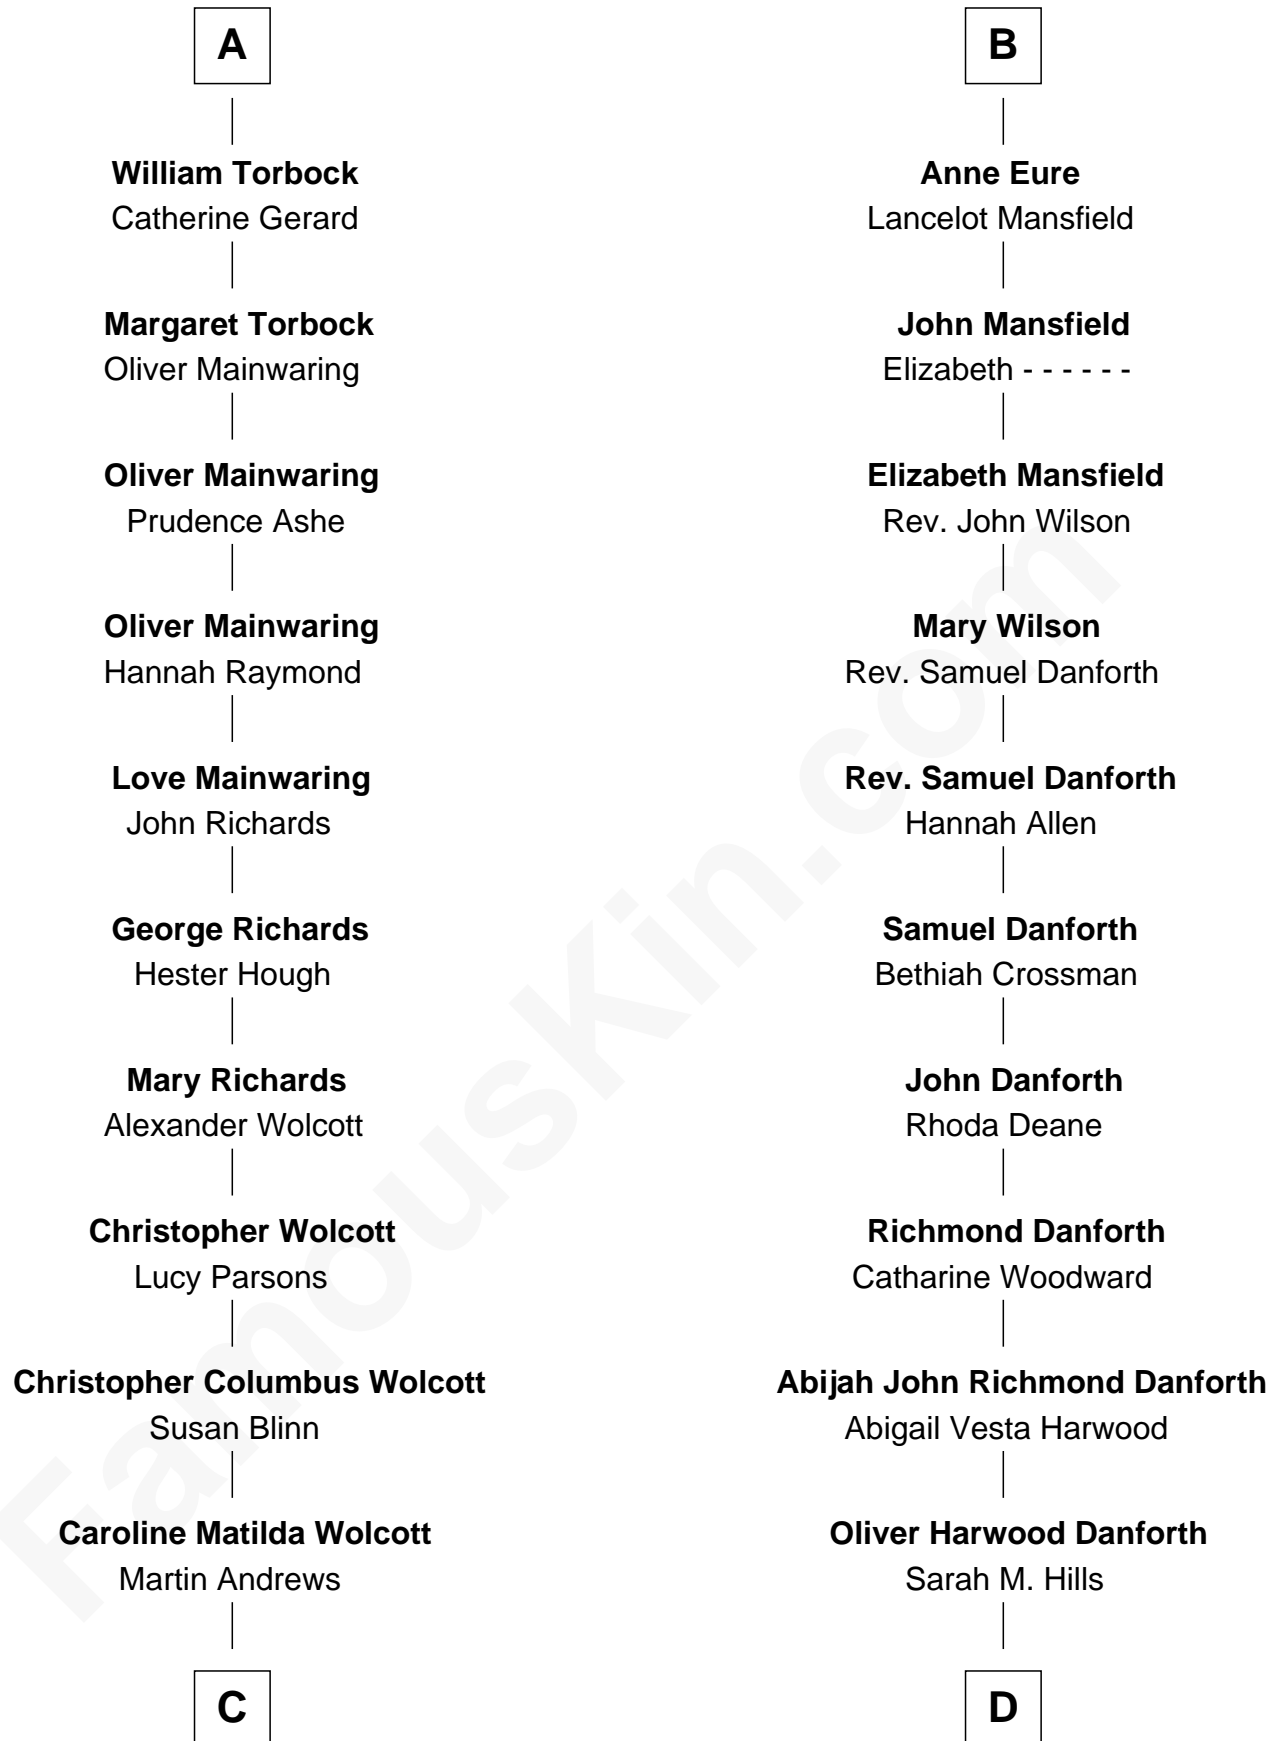 A
William Torbock
Catherine Gerard
Margaret Torbock
Oliver Mainwaring
Oliver Mainwaring
Prudence Ashe
Oliver Mainwaring
Hannah Raymond
Love Mainwaring
John Richards
George Richards
Hester Hough
Mary Richards
Alexander Wolcott
Christopher Wolcott
Lucy Parsons
Christopher Columbus Wolcott
Susan Blinn
Caroline Matilda Wolcott
Martin Andrews
C
B
Anne Eure
Lancelot Mansfield
John Mansfield
Elizabeth - - - - - -
Elizabeth Mansfield
Rev. John Wilson
Mary Wilson
Rev. Samuel Danforth
Rev. Samuel Danforth
Hannah Allen
Samuel Danforth
Bethiah Crossman
John Danforth
Rhoda Deane
Richmond Danforth
Catharine Woodward
Abijah John Richmond Danforth
Abigail Vesta Harwood
Oliver Harwood Danforth
Sarah M. Hills
D
FamousKin.com